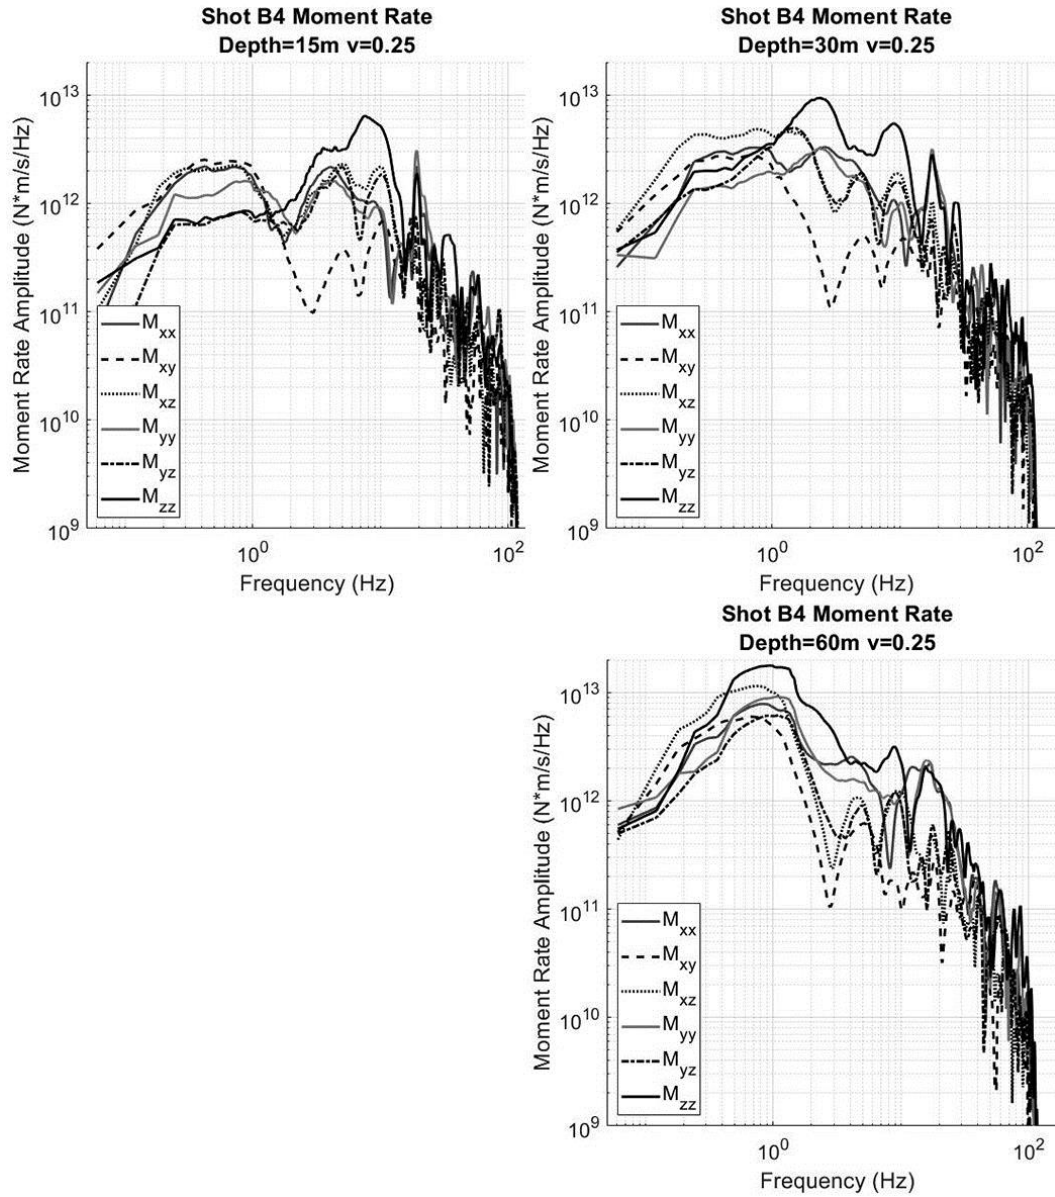 Shot B4 Moment Rate
Depth=15m v=0.25
Moment Rate Amplitude (N*m/s/Hz)
10^13
10^12
10^11
10^10
10^9
M_xx
M_xy
M_xz
M_yy
M_yz
M_zz
10^0
10^1
10^2
Frequency (Hz)
Shot B4 Moment Rate
Depth=30m v=0.25
Moment Rate Amplitude (N*m/s/Hz)
10^13
10^12
10^11
10^10
10^9
M_xx
M_xy
M_xz
M_yy
M_yz
M_zz
10^0
10^2
Frequency (Hz)
Shot B4 Moment Rate
Depth=60m v=0.25
Moment Rate Amplitude (N*m/s/Hz)
10^13
10^12
10^11
10^10
10^9
M_xx
M_xy
M_xz
M_yy
M_yz
M_zz
10^0
10^2
Frequency (Hz)